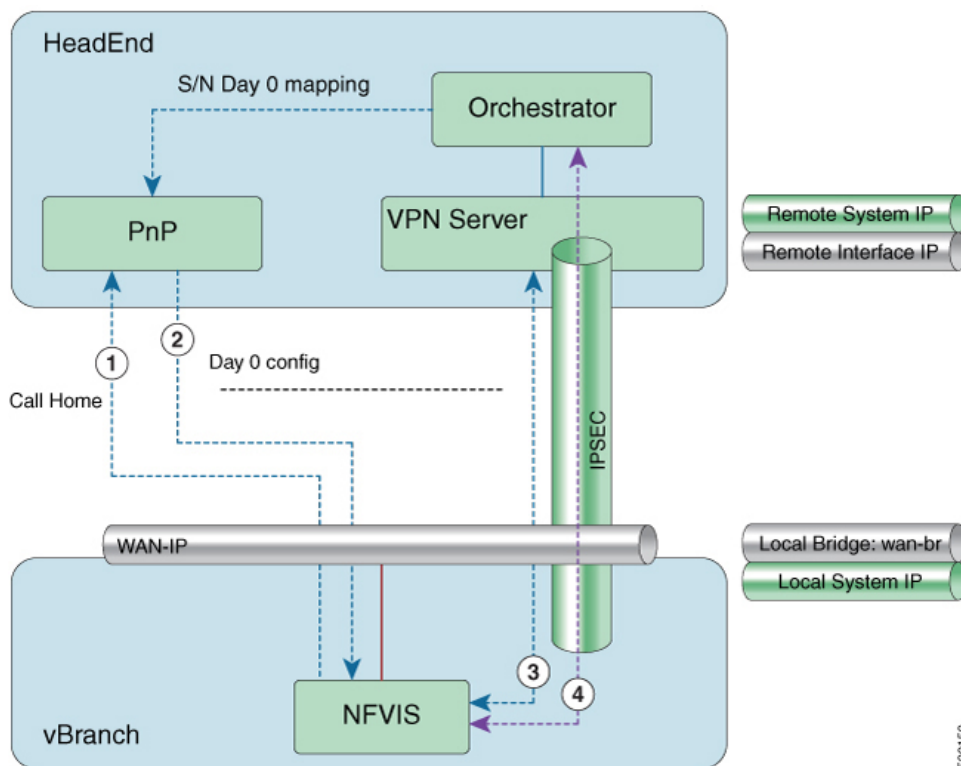 HeadEnd
S/N Day 0 mapping
Orchestrator
PnP
VPN Server
Remote System IP
Remote Interface IP
1
2
Day 0 config
Call Home
IPSEC
WAN-IP
Local Bridge: wan-br
Local System IP
3
4
NFVIS
vBranch